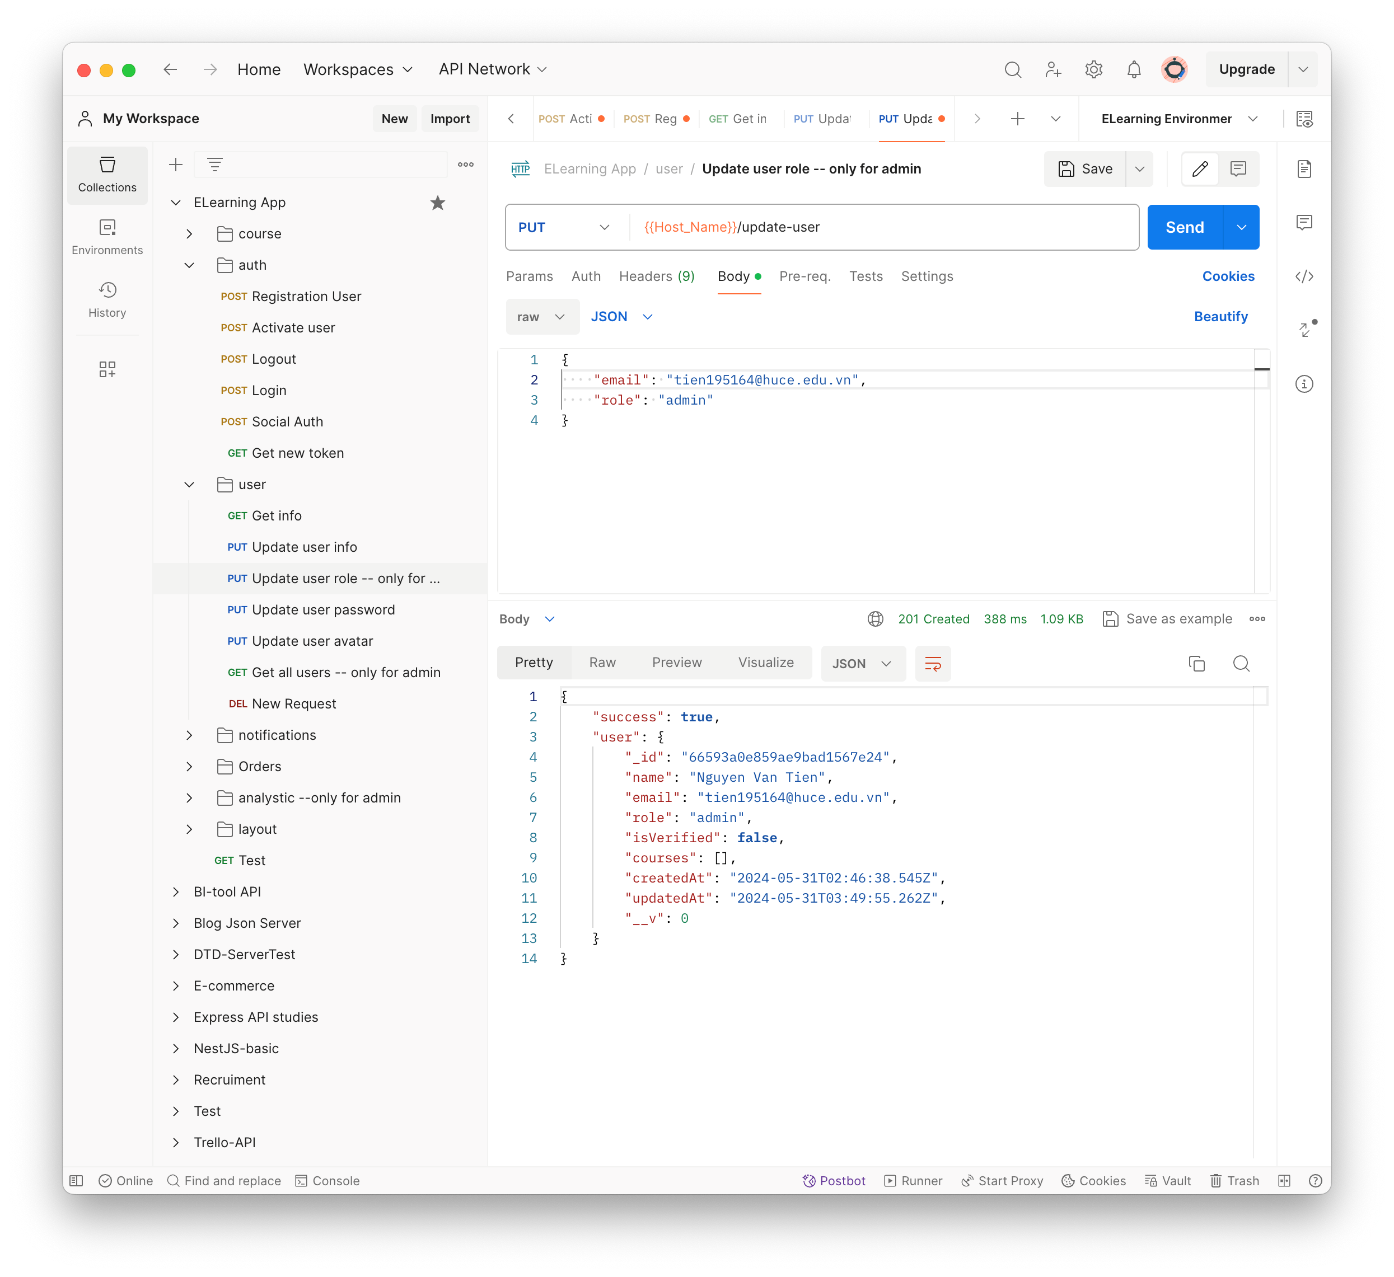 Home Workspaces API Network Upgrade
My Workspace New Import
POST Acti POST Reg GET Get in PUT Upda PUT Upda ELearning Environmer
Collections
Environments
History
ELearning App
course
auth
POST Registration User
POST Activate user
POST Logout
POST Login
POST Social Auth
GET Get new token
user
GET Get info
PUT Update user info
PUT Update user role -- only for ...
PUT Update user password
PUT Update user avatar
GET Get all users -- only for admin
DEL New Request
notifications
Orders
analystic --only for admin
layout
GET Test
BI-tool API
Blog Json Server
DTD-ServerTest
E-commerce
Express API studies
NestJS-basic
Recruiment
Test
Trello-API
HTTP ELearning App / user / Update user role -- only for admin Save
PUT {{Host_Name}}/update-user Send
Params Auth Headers (9) Body Pre-req. Tests Settings Cookies
raw JSON Beautify
1 {
2 "email": "tien195164@huce.edu.vn",
3 "role": "admin"
4 }
Body 201 Created 388 ms 1.09 KB Save as example
Pretty Raw Preview Visualize JSON
1 {
2 "success": true,
3 "user": {
4 "_id": "66593a0e859ae9bad1567e24",
5 "name": "Nguyen Van Tien",
6 "email": "tien195164@huce.edu.vn",
7 "role": "admin",
8 "isVerified": false,
9 "courses": [],
10 "createdAt": "2024-05-31T02:46:38.545Z",
11 "updatedAt": "2024-05-31T03:49:55.262Z",
12 "__v": 0
13 }
14 }
Online Find and replace Console Postbot Runner Start Proxy Cookies Vault Trash